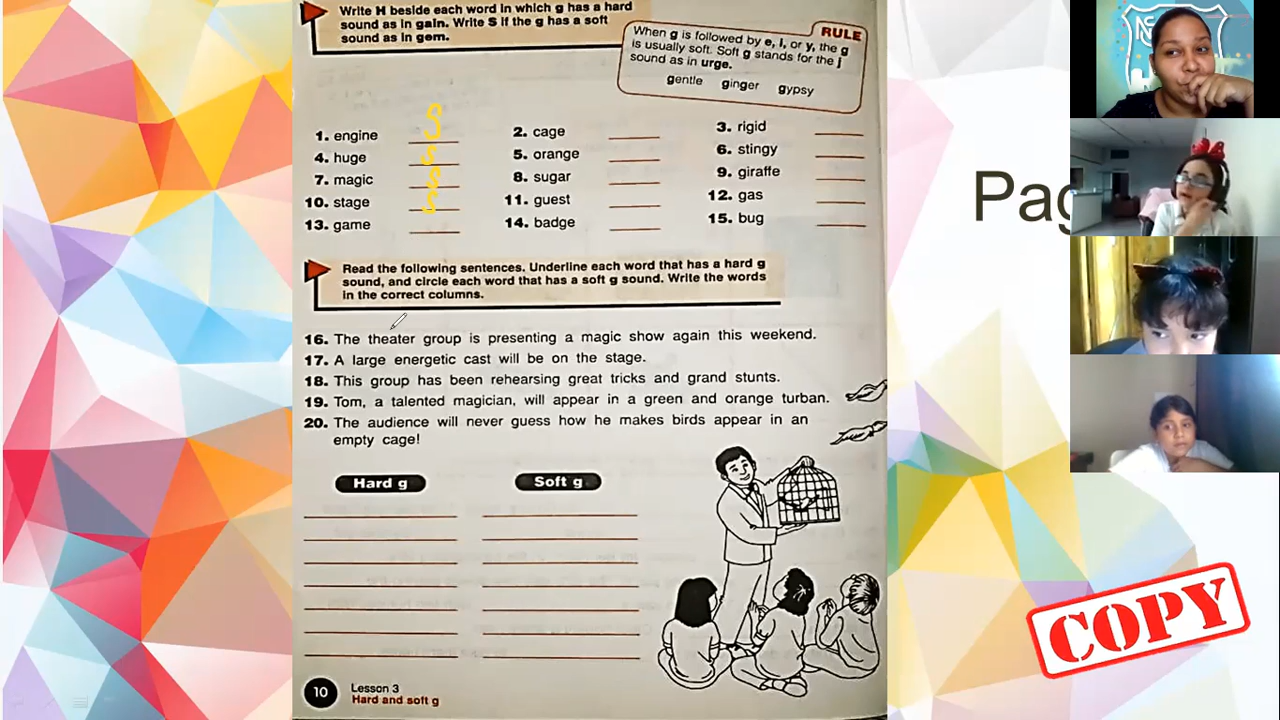 Write H beside each word in which g has a hard
sound as in gain. Write S if the g has a soft
sound as in gem.
RULE
When g is followed by e, i, or y, the g
is usually soft. Soft g stands for the j
sound as in urge.
gentle ginger gypsy
1. engine S 2. cage 3. rigid
4. huge S 5. orange 6. stingy
7. magic S 8. sugar 9. giraffe
10. stage S 11. guest 12. gas
13. game 14. badge 15. bug
Read the following sentences. Underline each word that has a hard g
sound, and circle each word that has a soft g sound. Write the words
in the correct columns.
16. The theater group is presenting a magic show again this weekend.
17. A large energetic cast will be on the stage.
18. This group has been rehearsing great tricks and grand stunts.
19. Tom, a talented magician, will appear in a green and orange turban.
20. The audience will never guess how he makes birds appear in an
empty cage!
Hard g Soft g
10 Lesson 3
Hard and soft g
Pag
COPY